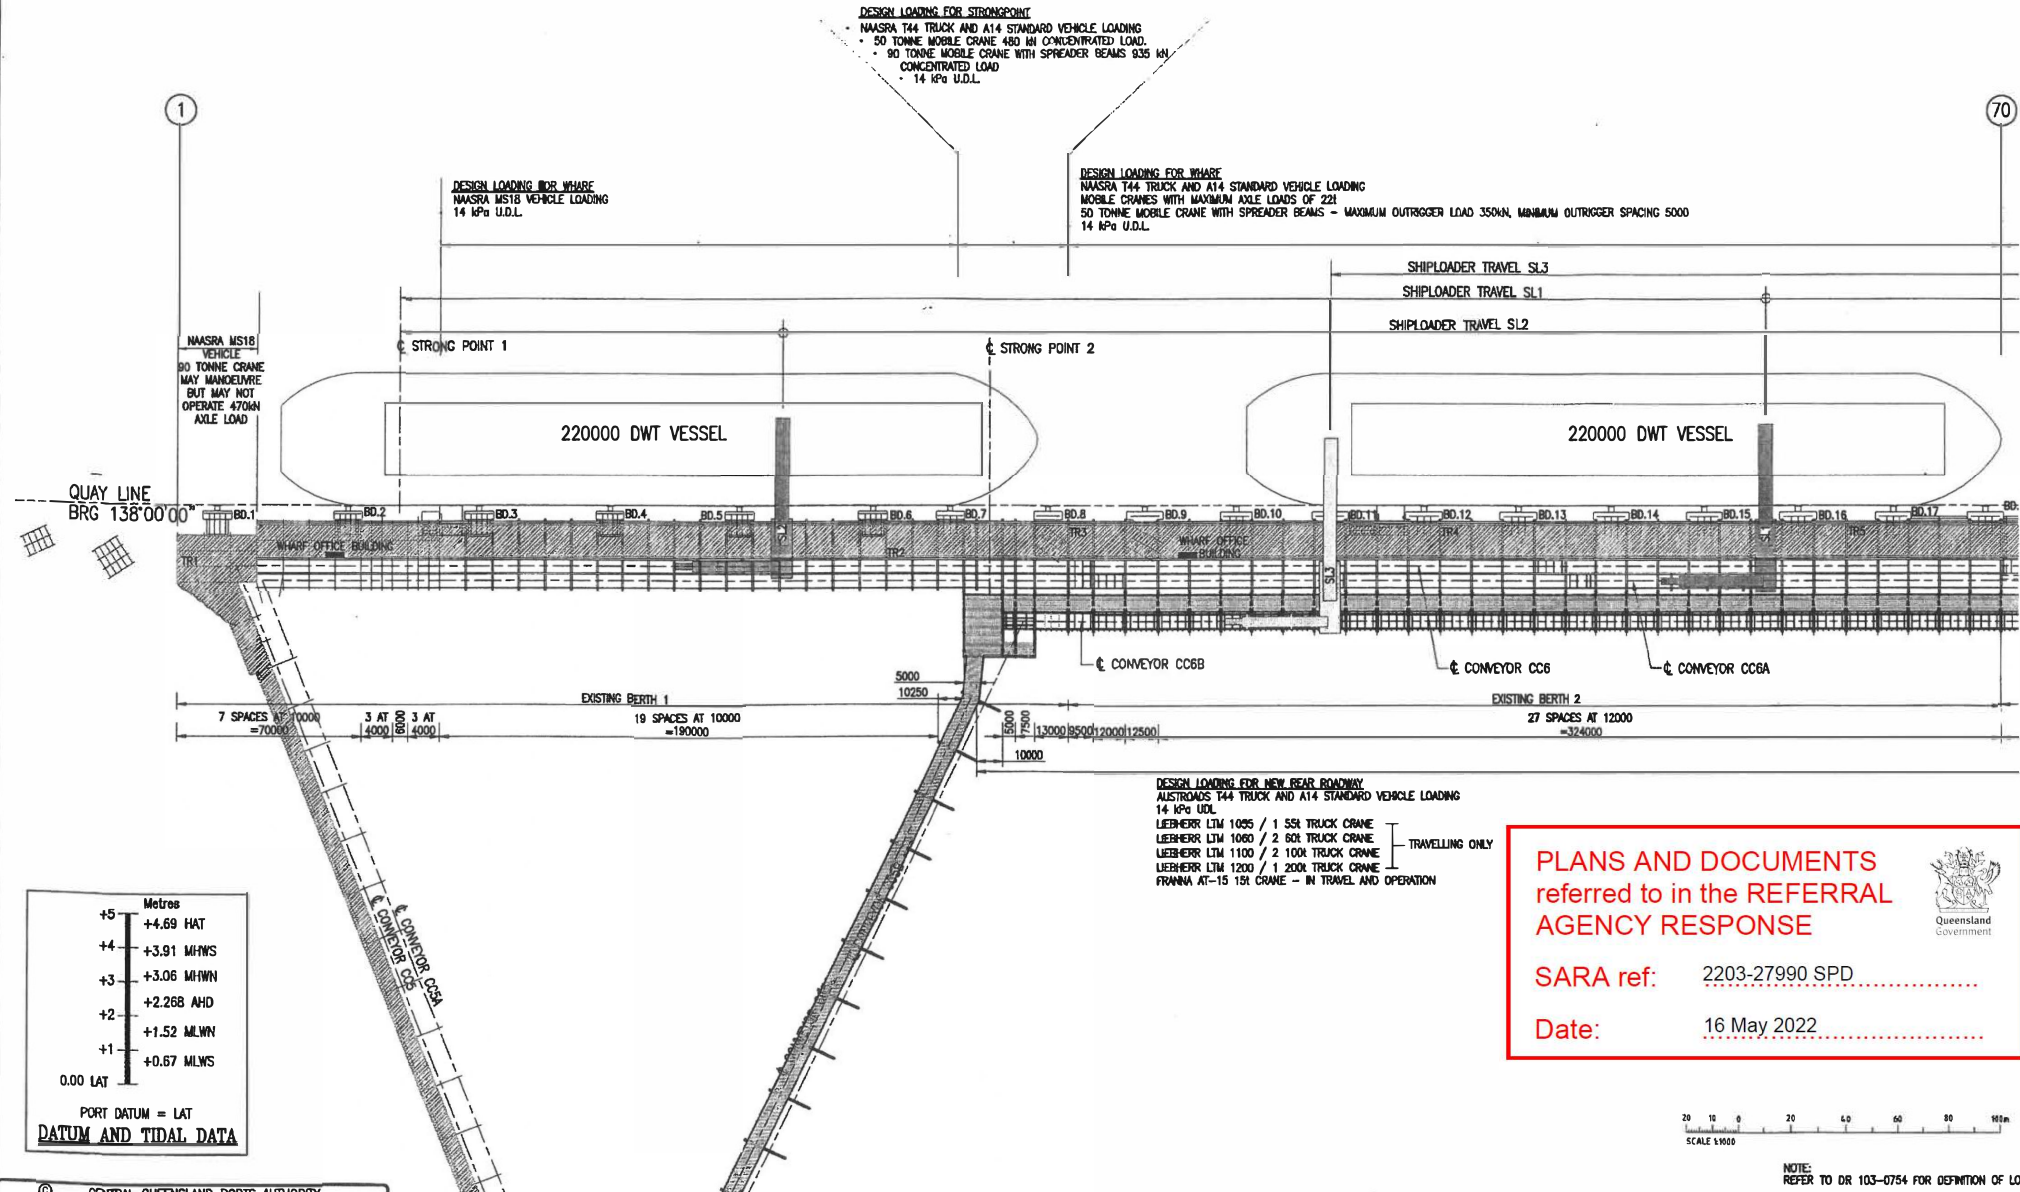 DESIGN LOADING FOR STRONGPOINT
- NAASRA T44 TRUCK AND A14 STANDARD VEHICLE LOADING
- 50 TONNE MOBILE CRANE 480 kN CONCENTRATED LOAD.
- 90 TONNE MOBILE CRANE WITH SPREADER BEAMS 935 kN
CONCENTRATED LOAD
- 14 kPa U.D.L.
1
70
DESIGN LOADING FOR WHARF
NAASRA MS18 VEHICLE LOADING
14 kPa U.D.L.
DESIGN LOADING FOR WHARF
NAASRA T44 TRUCK AND A14 STANDARD VEHICLE LOADING
MOBILE CRANES WITH MAXIMUM AXLE LOADS OF 22t
50 TONNE MOBILE CRANE WITH SPREADER BEAMS - MAXIMUM OUTRIGGER LOAD 350kN, MINIMUM OUTRIGGER SPACING 5000
14 kPa U.D.L.
SHIPLOADER TRAVEL SL3
SHIPLOADER TRAVEL SL1
SHIPLOADER TRAVEL SL2
NAASRA MS18
VEHICLE
90 TONNE CRANE
MAY MANOEUVRE
BUT MAY NOT
OPERATE 470kN
AXLE LOAD
℄ STRONG POINT 1
℄ STRONG POINT 2
220000 DWT VESSEL
220000 DWT VESSEL
QUAY LINE
BRG 138°00'00"
BD.1
BD.2
BD.3
BD.4
BD.5
BD.6
BD.7
BD.8
BD.9
BD.10
BD.11
BD.12
BD.13
BD.14
BD.15
BD.16
BD.17
BD.
WHARF OFFICE BUILDING
TR1
TR2
TR3
WHARF OFFICE
BUILDING
TR4
TR5
SL3
℄ CONVEYOR CC6B
℄ CONVEYOR CC6
℄ CONVEYOR CC6A
5000
10250
EXISTING BERTH 1
EXISTING BERTH 2
7 SPACES AT 10000
=70000
3 AT
4000
6000
3 AT
4000
19 SPACES AT 10000
=190000
5000
7500
13000
9500
12000
12500
10000
27 SPACES AT 12000
=324000
DESIGN LOADING FOR NEW REAR ROADWAY
AUSTROADS T44 TRUCK AND A14 STANDARD VEHICLE LOADING
14 kPa UDL
LIEBHERR LTM 1055 / 1 55t TRUCK CRANE
LIEBHERR LTM 1060 / 2 60t TRUCK CRANE
LIEBHERR LTM 1100 / 2 100t TRUCK CRANE
LIEBHERR LTM 1200 / 1 200t TRUCK CRANE
TRAVELLING ONLY
FRANNA AT-15 15t CRANE - IN TRAVEL AND OPERATION
℄ CONVEYOR CC5A
℄ CONVEYOR CC5
Metres
+5
+4
+3
+2
+1
+4.69 HAT
+3.91 MHWS
+3.06 MHWN
+2.268 AHD
+1.52 MLWN
+0.67 MLWS
0.00 LAT
PORT DATUM = LAT
DATUM AND TIDAL DATA
PLANS AND DOCUMENTS
referred to in the REFERRAL
AGENCY RESPONSE
Queensland
Government
SARA ref: 2203-27990 SPD
Date: 16 May 2022
20 10 0 20 40 60 80 100m
SCALE 1:1000
NOTE:
REFER TO DR 103-0754 FOR DEFINITION OF LO
© CENTRAL QUEENSLAND PORTS AUTHORITY